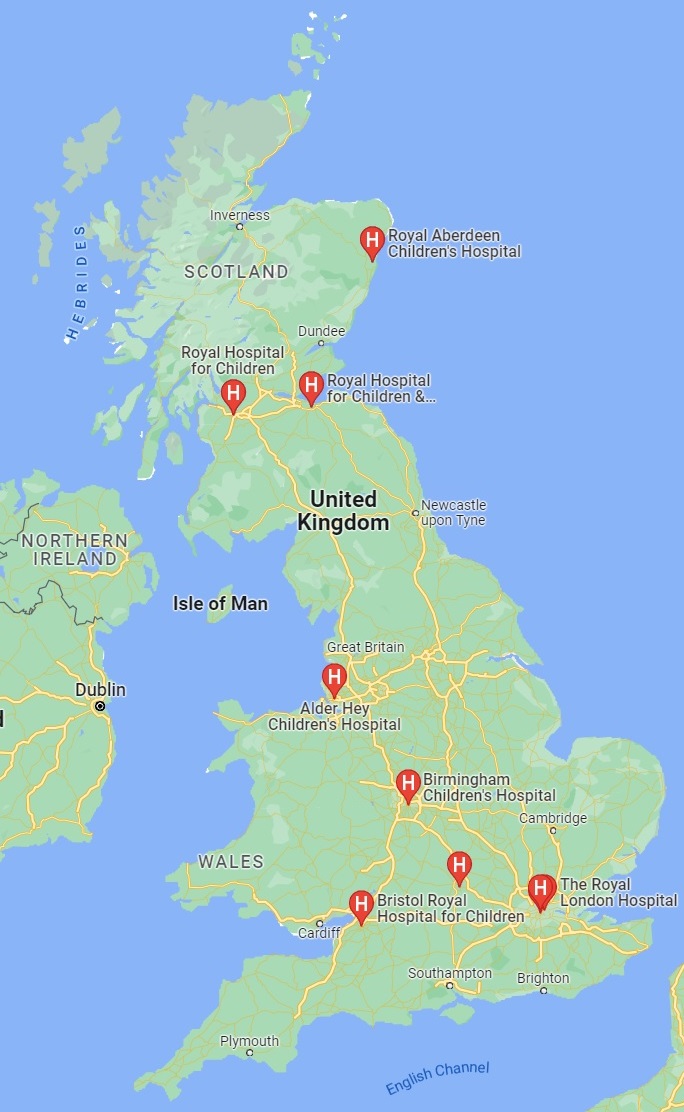 Inverness
H
Royal Aberdeen
Children's Hospital
SCOTLAND
HEBRIDES
Dundee
Royal Hospital
for Children
H
H
Royal Hospital
for Children &...
United
Kingdom
Newcastle
upon Tyne
NORTHERN
IRELAND
Isle of Man
Great Britain
H
Dublin
d
Alder Hey
Children's Hospital
H
Birmingham
Children's Hospital
Cambridge
WALES
H
H
The Royal
London Hospital
H
Bristol Royal
Hospital for Children
Cardiff
Southampton
Brighton
Plymouth
English Channel